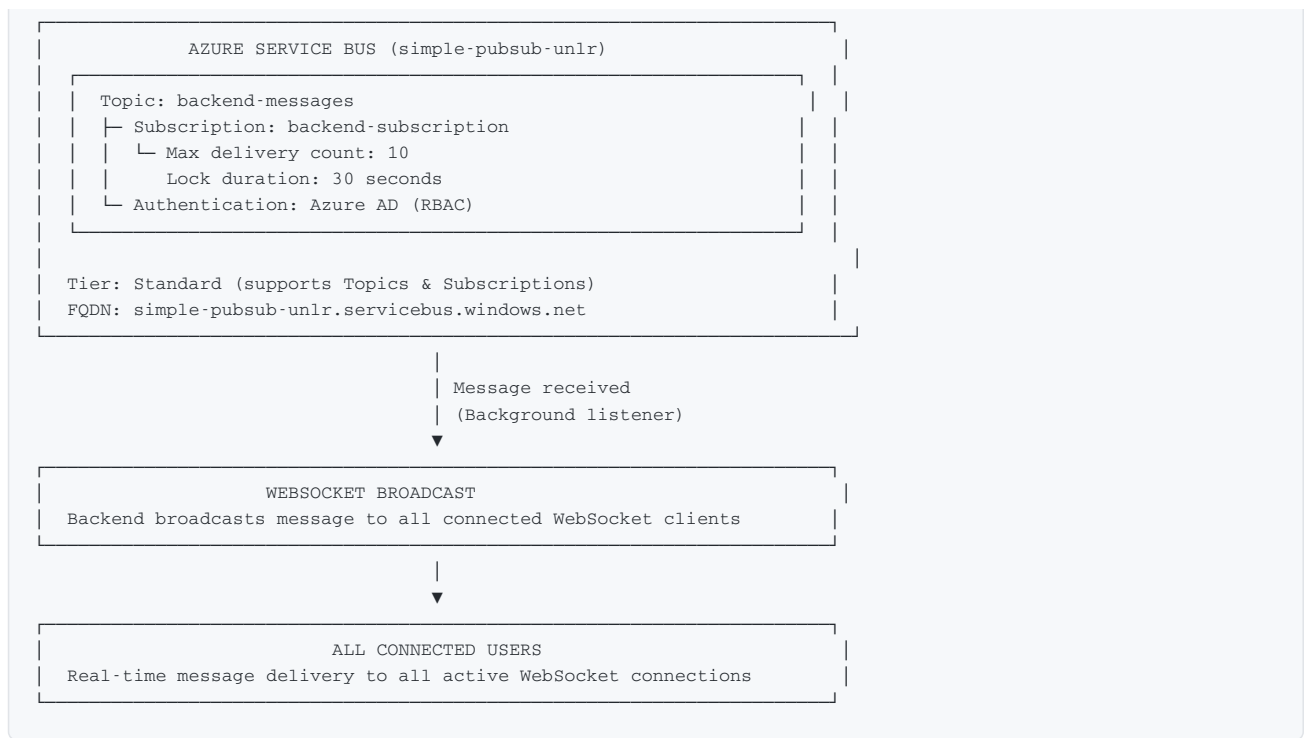 AZURE SERVICE BUS (simple-pubsub-unlr)
Topic: backend-messages
├─ Subscription: backend-subscription
│ └─ Max delivery count: 10
│ Lock duration: 30 seconds
└─ Authentication: Azure AD (RBAC)
Tier: Standard (supports Topics & Subscriptions)
FQDN: simple-pubsub-unlr.servicebus.windows.net
Message received
(Background listener)
WEBSOCKET BROADCAST
Backend broadcasts message to all connected WebSocket clients
ALL CONNECTED USERS
Real-time message delivery to all active WebSocket connections